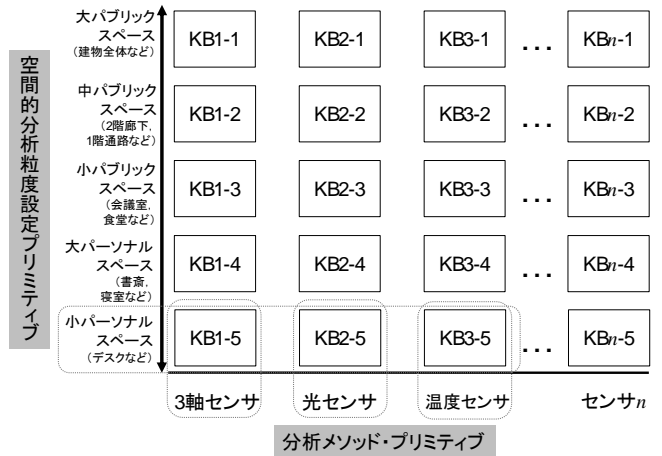 空間的分析粒度設定プリミティブ
大パブリック
スペース
(建物全体など)
KB1-1
KB2-1
KB3-1
...
KBn-1
中パブリック
スペース
(2階廊下,
1階通路など)
KB1-2
KB2-2
KB3-2
...
KBn-2
小パブリック
スペース
(会議室,
食堂など)
KB1-3
KB2-3
KB3-3
...
KBn-3
大パーソナル
スペース
(書斎,
寝室など)
KB1-4
KB2-4
KB3-4
...
KBn-4
小パーソナル
スペース
(デスクなど)
KB1-5
KB2-5
KB3-5
...
KBn-5
3軸センサ
光センサ
温度センサ
センサn
分析メソッド・プリミティブ